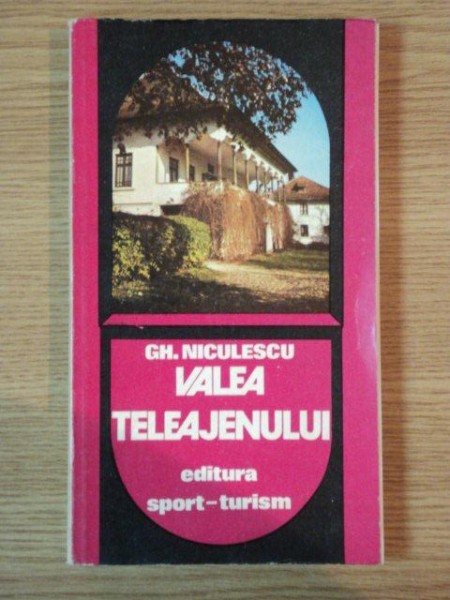 GH. NICULESCU
VALEA
TELEAJENULUI
editura
sport-turism